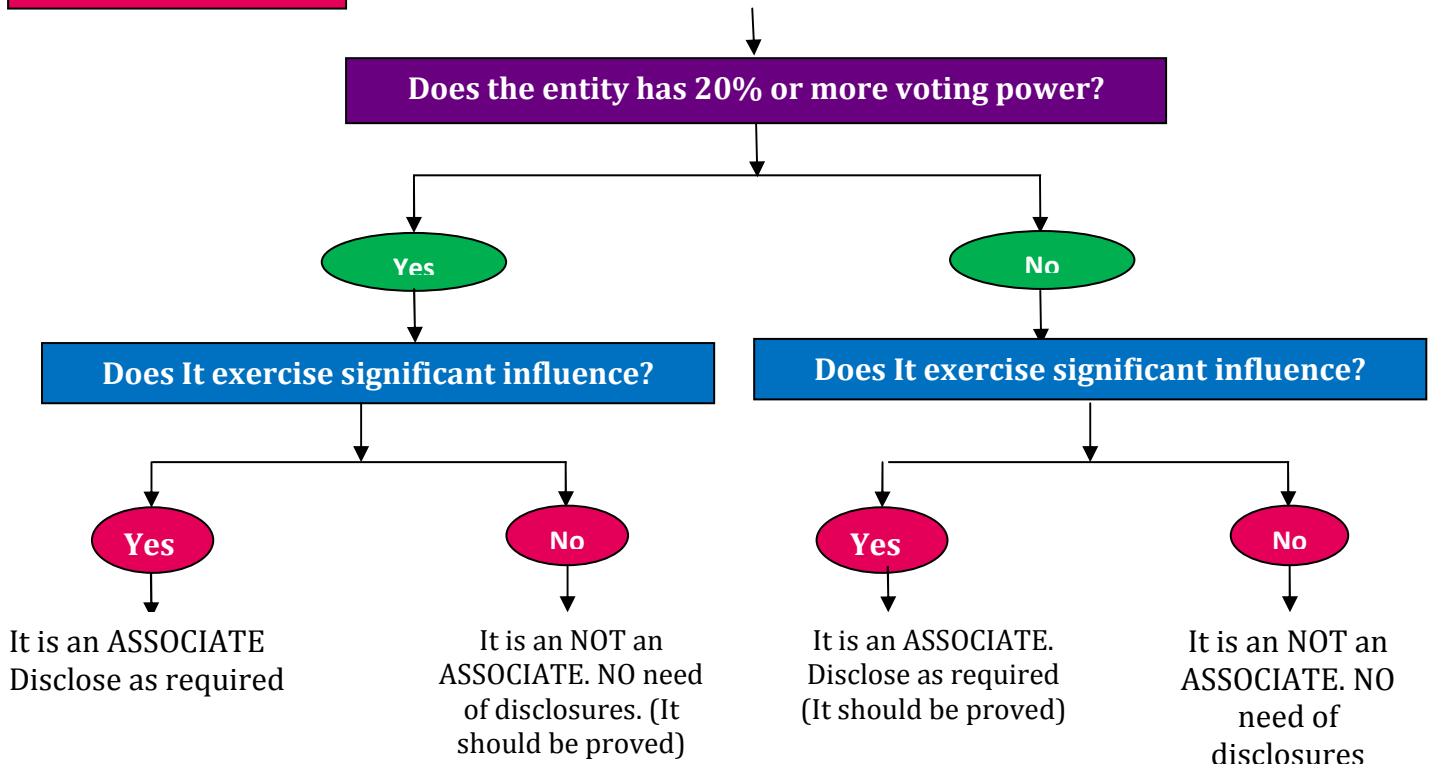 Does the entity has 20% or more voting power?
Yes
No
Does It exercise significant influence?
Does It exercise significant influence?
Yes
No
Yes
No
It is an ASSOCIATE
Disclose as required
It is an NOT an
ASSOCIATE. NO need
of disclosures. (It
should be proved)
It is an ASSOCIATE.
Disclose as required
(It should be proved)
It is an NOT an
ASSOCIATE. NO
need of
disclosures